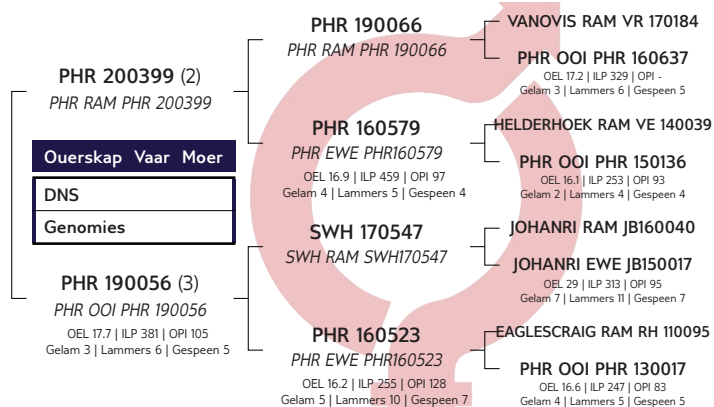 PHR 200399 (2)
PHR RAM PHR 200399
Ouerskap Vaar Moer
DNS
Genomies
PHR 190056 (3)
PHR OOI PHR 190056
OEL 17.7 | ILP 381 | OPI 105
Gelam 3 | Lammers 6 | Gespeen 5
PHR 190066
PHR RAM PHR 190066
PHR 160579
PHR EWE PHR160579
OEL 16.9 | ILP 459 | OPI 97
Gelam 4 | Lammers 5 | Gespeen 4
SWH 170547
SWH RAM SWH170547
PHR 160523
PHR EWE PHR160523
OEL 16.2 | ILP 255 | OPI 128
Gelam 5 | Lammers 10 | Gespeen 7
VANOVIS RAM VR 170184
PHR OOI PHR 160637
OEL 17.2 | ILP 329 | OPI -
Gelam 3 | Lammers 6 | Gespeen 5
HELDERHOEK RAM VE 140039
PHR OOI PHR 150136
OEL 16.1 | ILP 253 | OPI 93
Gelam 2 | Lammers 4 | Gespeen 4
JOHANRI RAM JB160040
JOHANRI EWE JB150017
OEL 29 | ILP 313 | OPI 95
Gelam 7 | Lammers 11 | Gespeen 7
EAGLESCRAIG RAM RH 110095
PHR OOI PHR 130017
OEL 16.6 | ILP 247 | OPI 83
Gelam 4 | Lammers 5 | Gespeen 5